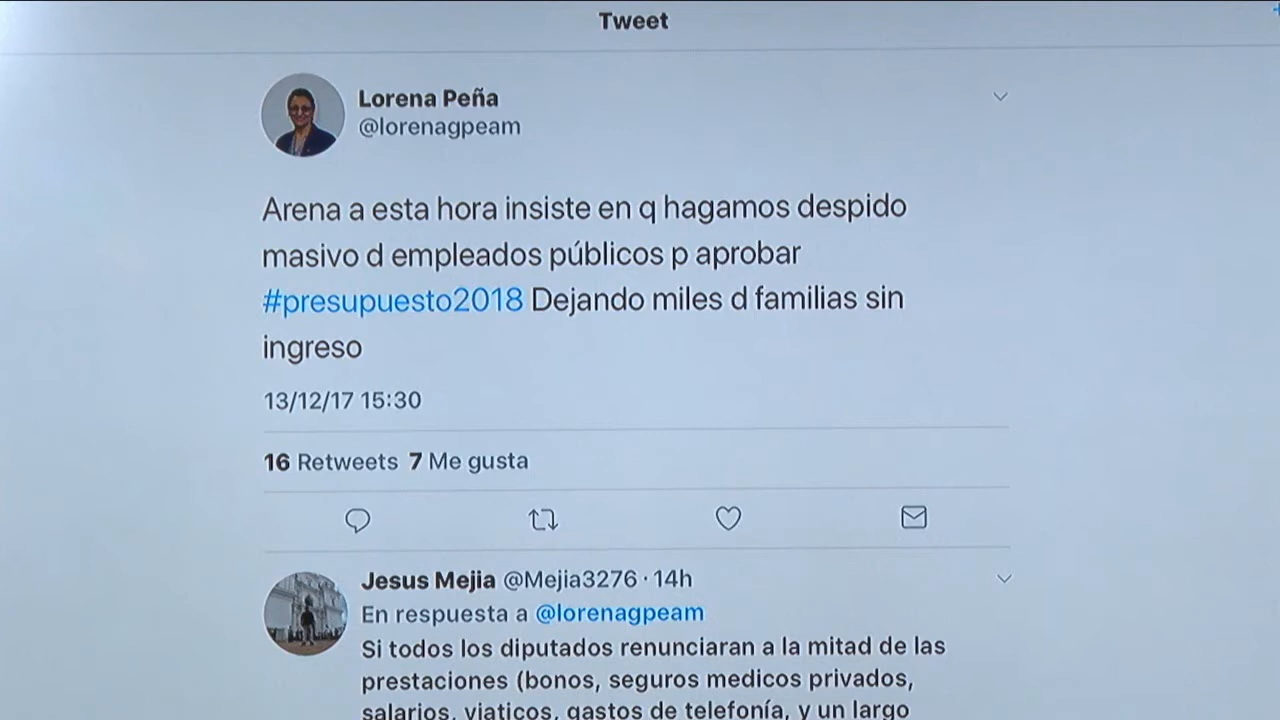 Tweet
Lorena Peña
@lorenagpeam
Arena a esta hora insiste en q hagamos despido
masivo d empleados públicos p aprobar
#presupuesto2018 Dejando miles d familias sin
ingreso
13/12/17 15:30
16 Retweets 7 Me gusta
Jesus Mejia @Mejia3276 · 14h
En respuesta a @lorenagpeam
Si todos los diputados renunciaran a la mitad de las
prestaciones (bonos, seguros medicos privados,
salarios, viaticos, gastos de telefonía, y un largo